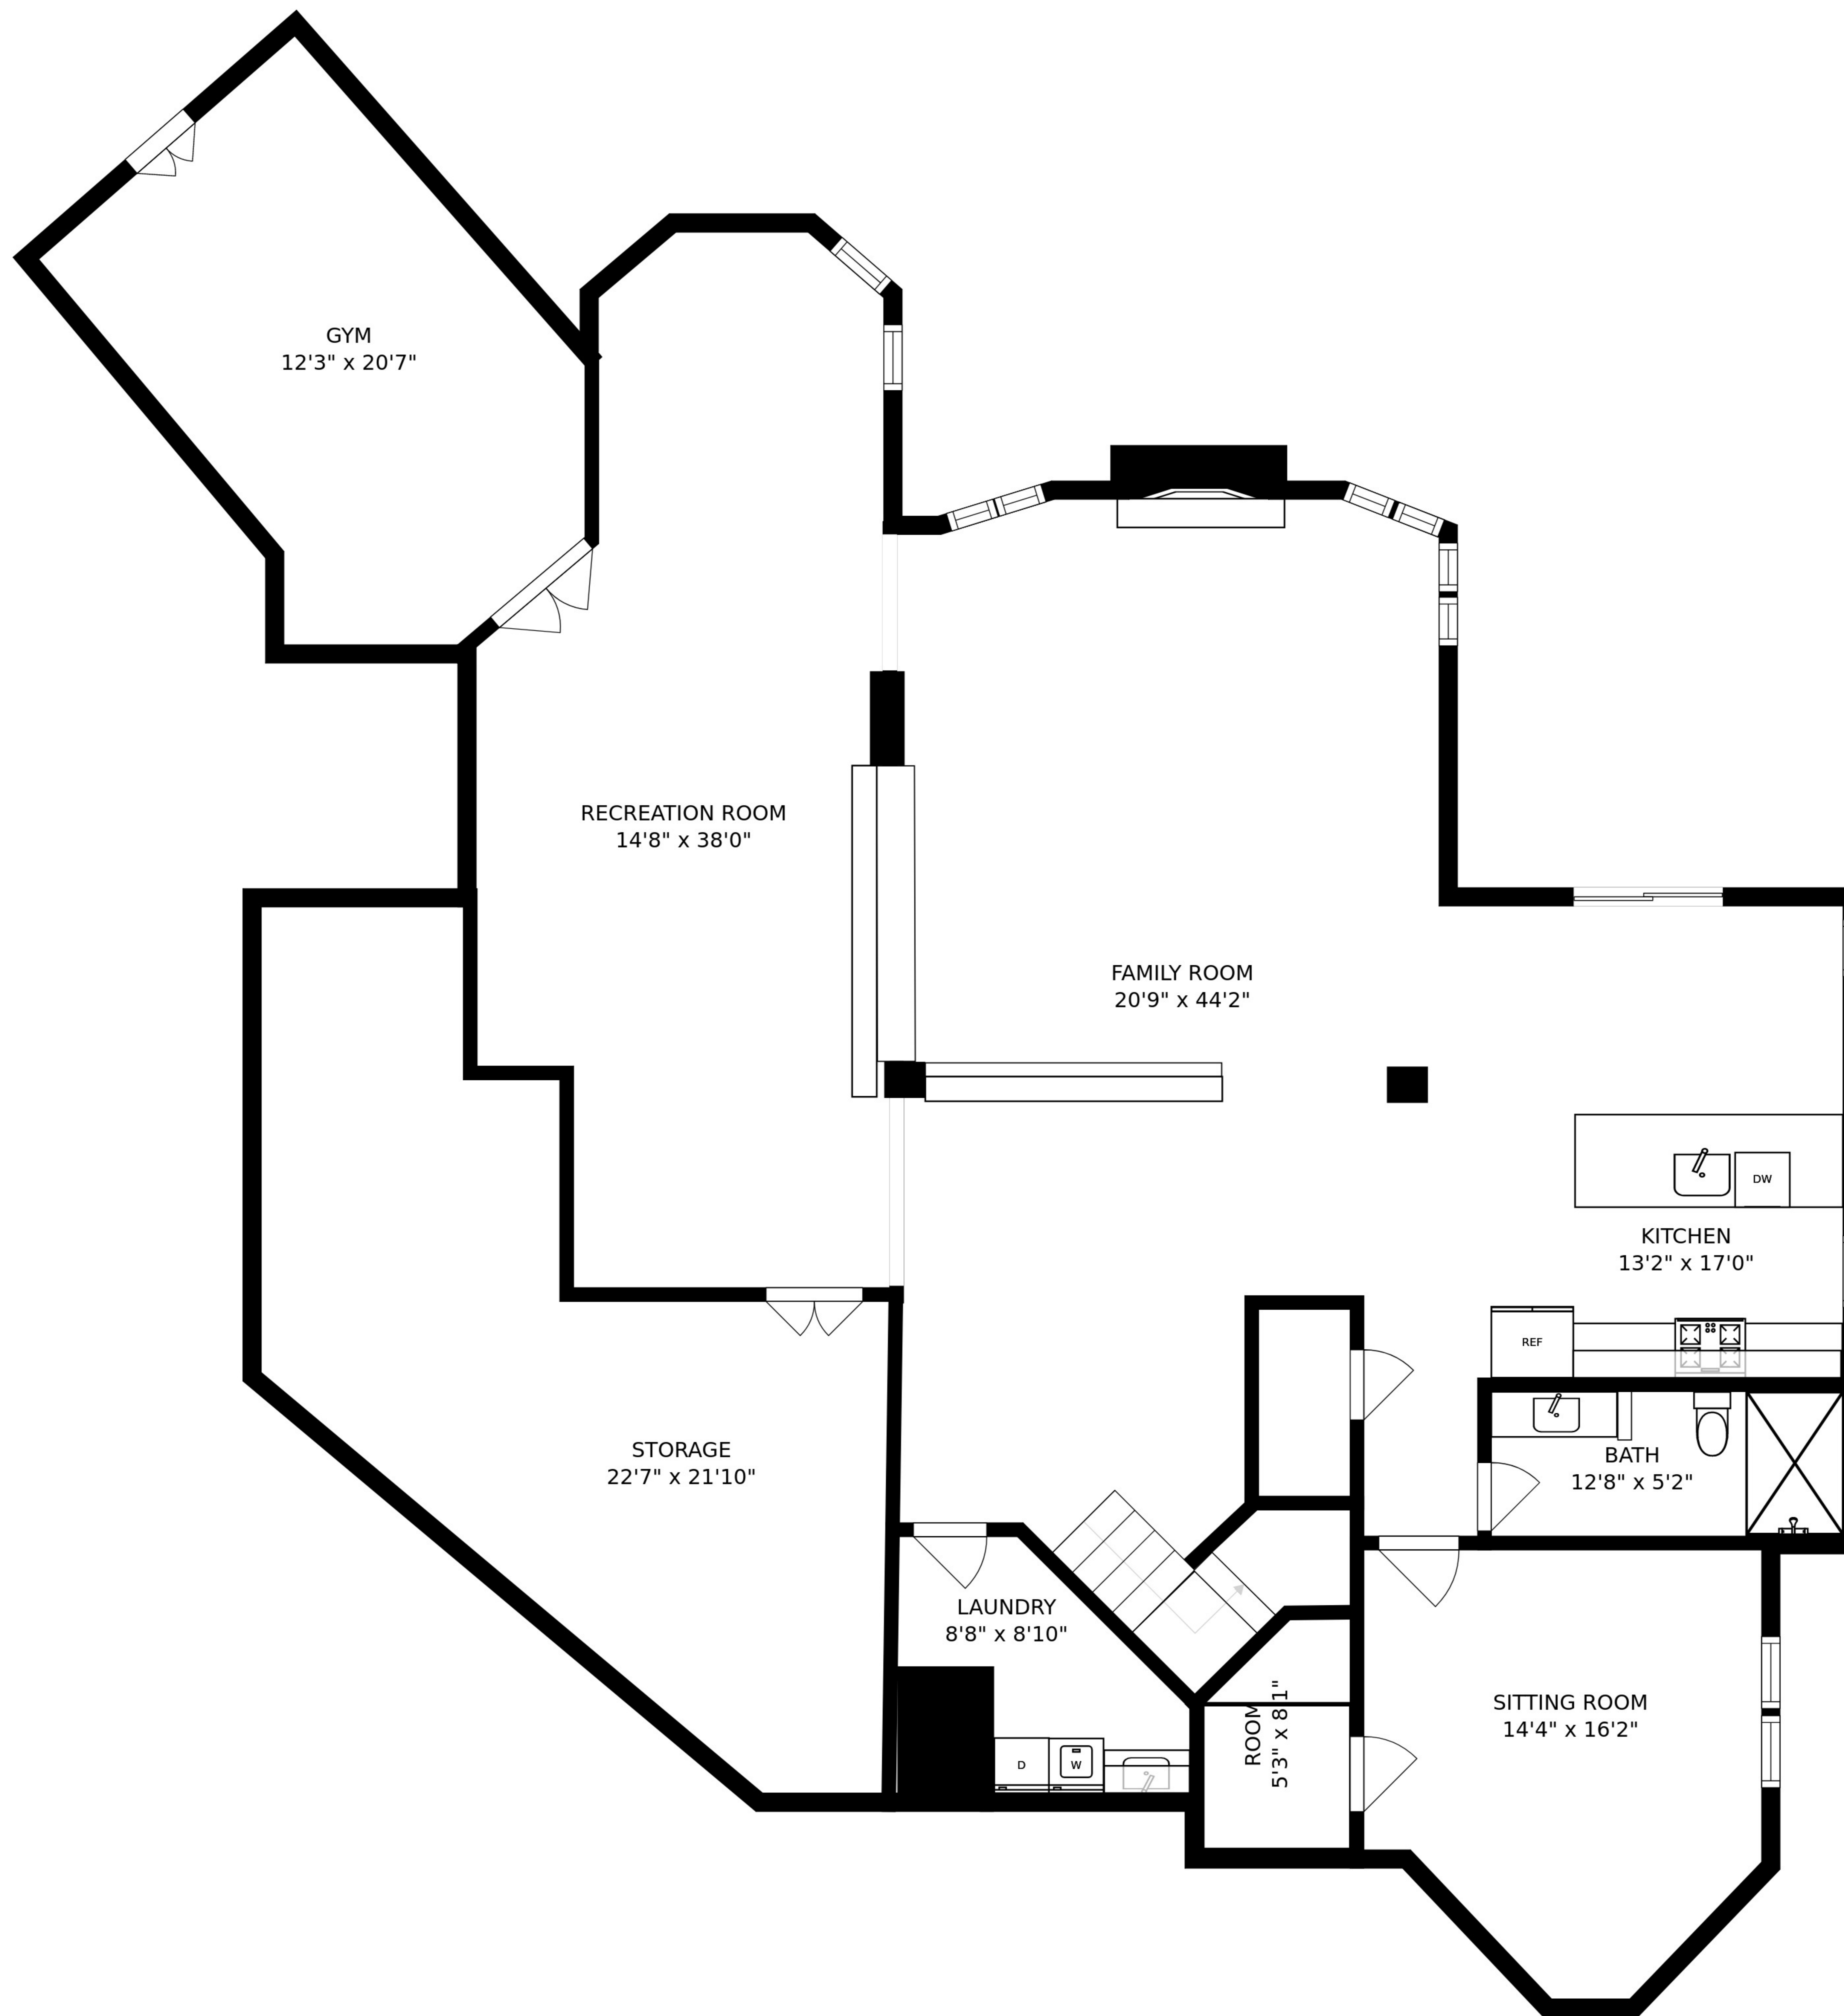 GYM
12'3" x 20'7"
RECREATION ROOM
14'8" x 38'0"
FAMILY ROOM
20'9" x 44'2"
DW
KITCHEN
13'2" x 17'0"
REF
BATH
12'8" x 5'2"
STORAGE
22'7" x 21'10"
LAUNDRY
8'8" x 8'10"
D
W
ROOM
5'3" x 8'1"
SITTING ROOM
14'4" x 16'2"